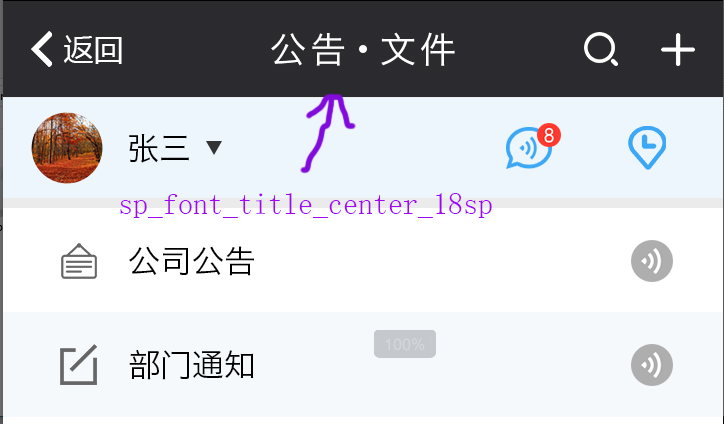 返回 公告·文件
张三 8
sp_font_title_center_18sp
公司公告
100%
部门通知